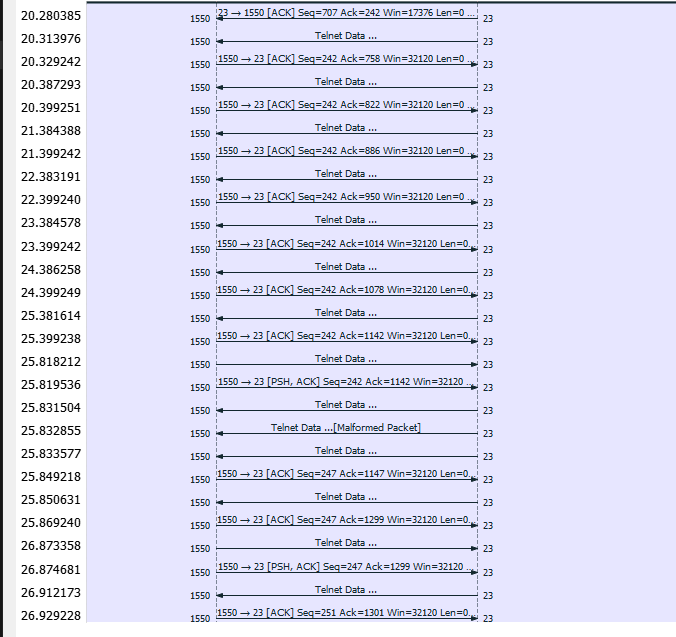 20.280385 1550 23 → 1550 [ACK] Seq=707 Ack=242 Win=17376 Len=0 ... 23
20.313976 1550 Telnet Data ... 23
20.329242 1550 1550 → 23 [ACK] Seq=242 Ack=758 Win=32120 Len=0 ... 23
20.387293 1550 Telnet Data ... 23
20.399251 1550 1550 → 23 [ACK] Seq=242 Ack=822 Win=32120 Len=0 ... 23
21.384388 1550 Telnet Data ... 23
21.399242 1550 1550 → 23 [ACK] Seq=242 Ack=886 Win=32120 Len=0 ... 23
22.383191 1550 Telnet Data ... 23
22.399240 1550 1550 → 23 [ACK] Seq=242 Ack=950 Win=32120 Len=0 ... 23
23.384578 1550 Telnet Data ... 23
23.399242 1550 1550 → 23 [ACK] Seq=242 Ack=1014 Win=32120 Len=0... 23
24.386258 1550 Telnet Data ... 23
24.399249 1550 1550 → 23 [ACK] Seq=242 Ack=1078 Win=32120 Len=0... 23
25.381614 1550 Telnet Data ... 23
25.399238 1550 1550 → 23 [ACK] Seq=242 Ack=1142 Win=32120 Len=0... 23
25.818212 1550 Telnet Data ... 23
25.819536 1550 1550 → 23 [PSH, ACK] Seq=242 Ack=1142 Win=32120 ... 23
25.831504 1550 Telnet Data ... 23
25.832855 1550 Telnet Data ...[Malformed Packet] 23
25.833577 1550 Telnet Data ... 23
25.849218 1550 1550 → 23 [ACK] Seq=247 Ack=1147 Win=32120 Len=0... 23
25.850631 1550 Telnet Data ... 23
25.869240 1550 1550 → 23 [ACK] Seq=247 Ack=1299 Win=32120 Len=0... 23
26.873358 1550 Telnet Data ... 23
26.874681 1550 1550 → 23 [PSH, ACK] Seq=247 Ack=1299 Win=32120 ... 23
26.912173 1550 Telnet Data ... 23
26.929228 1550 1550 → 23 [ACK] Seq=251 Ack=1301 Win=32120 Len=0... 23